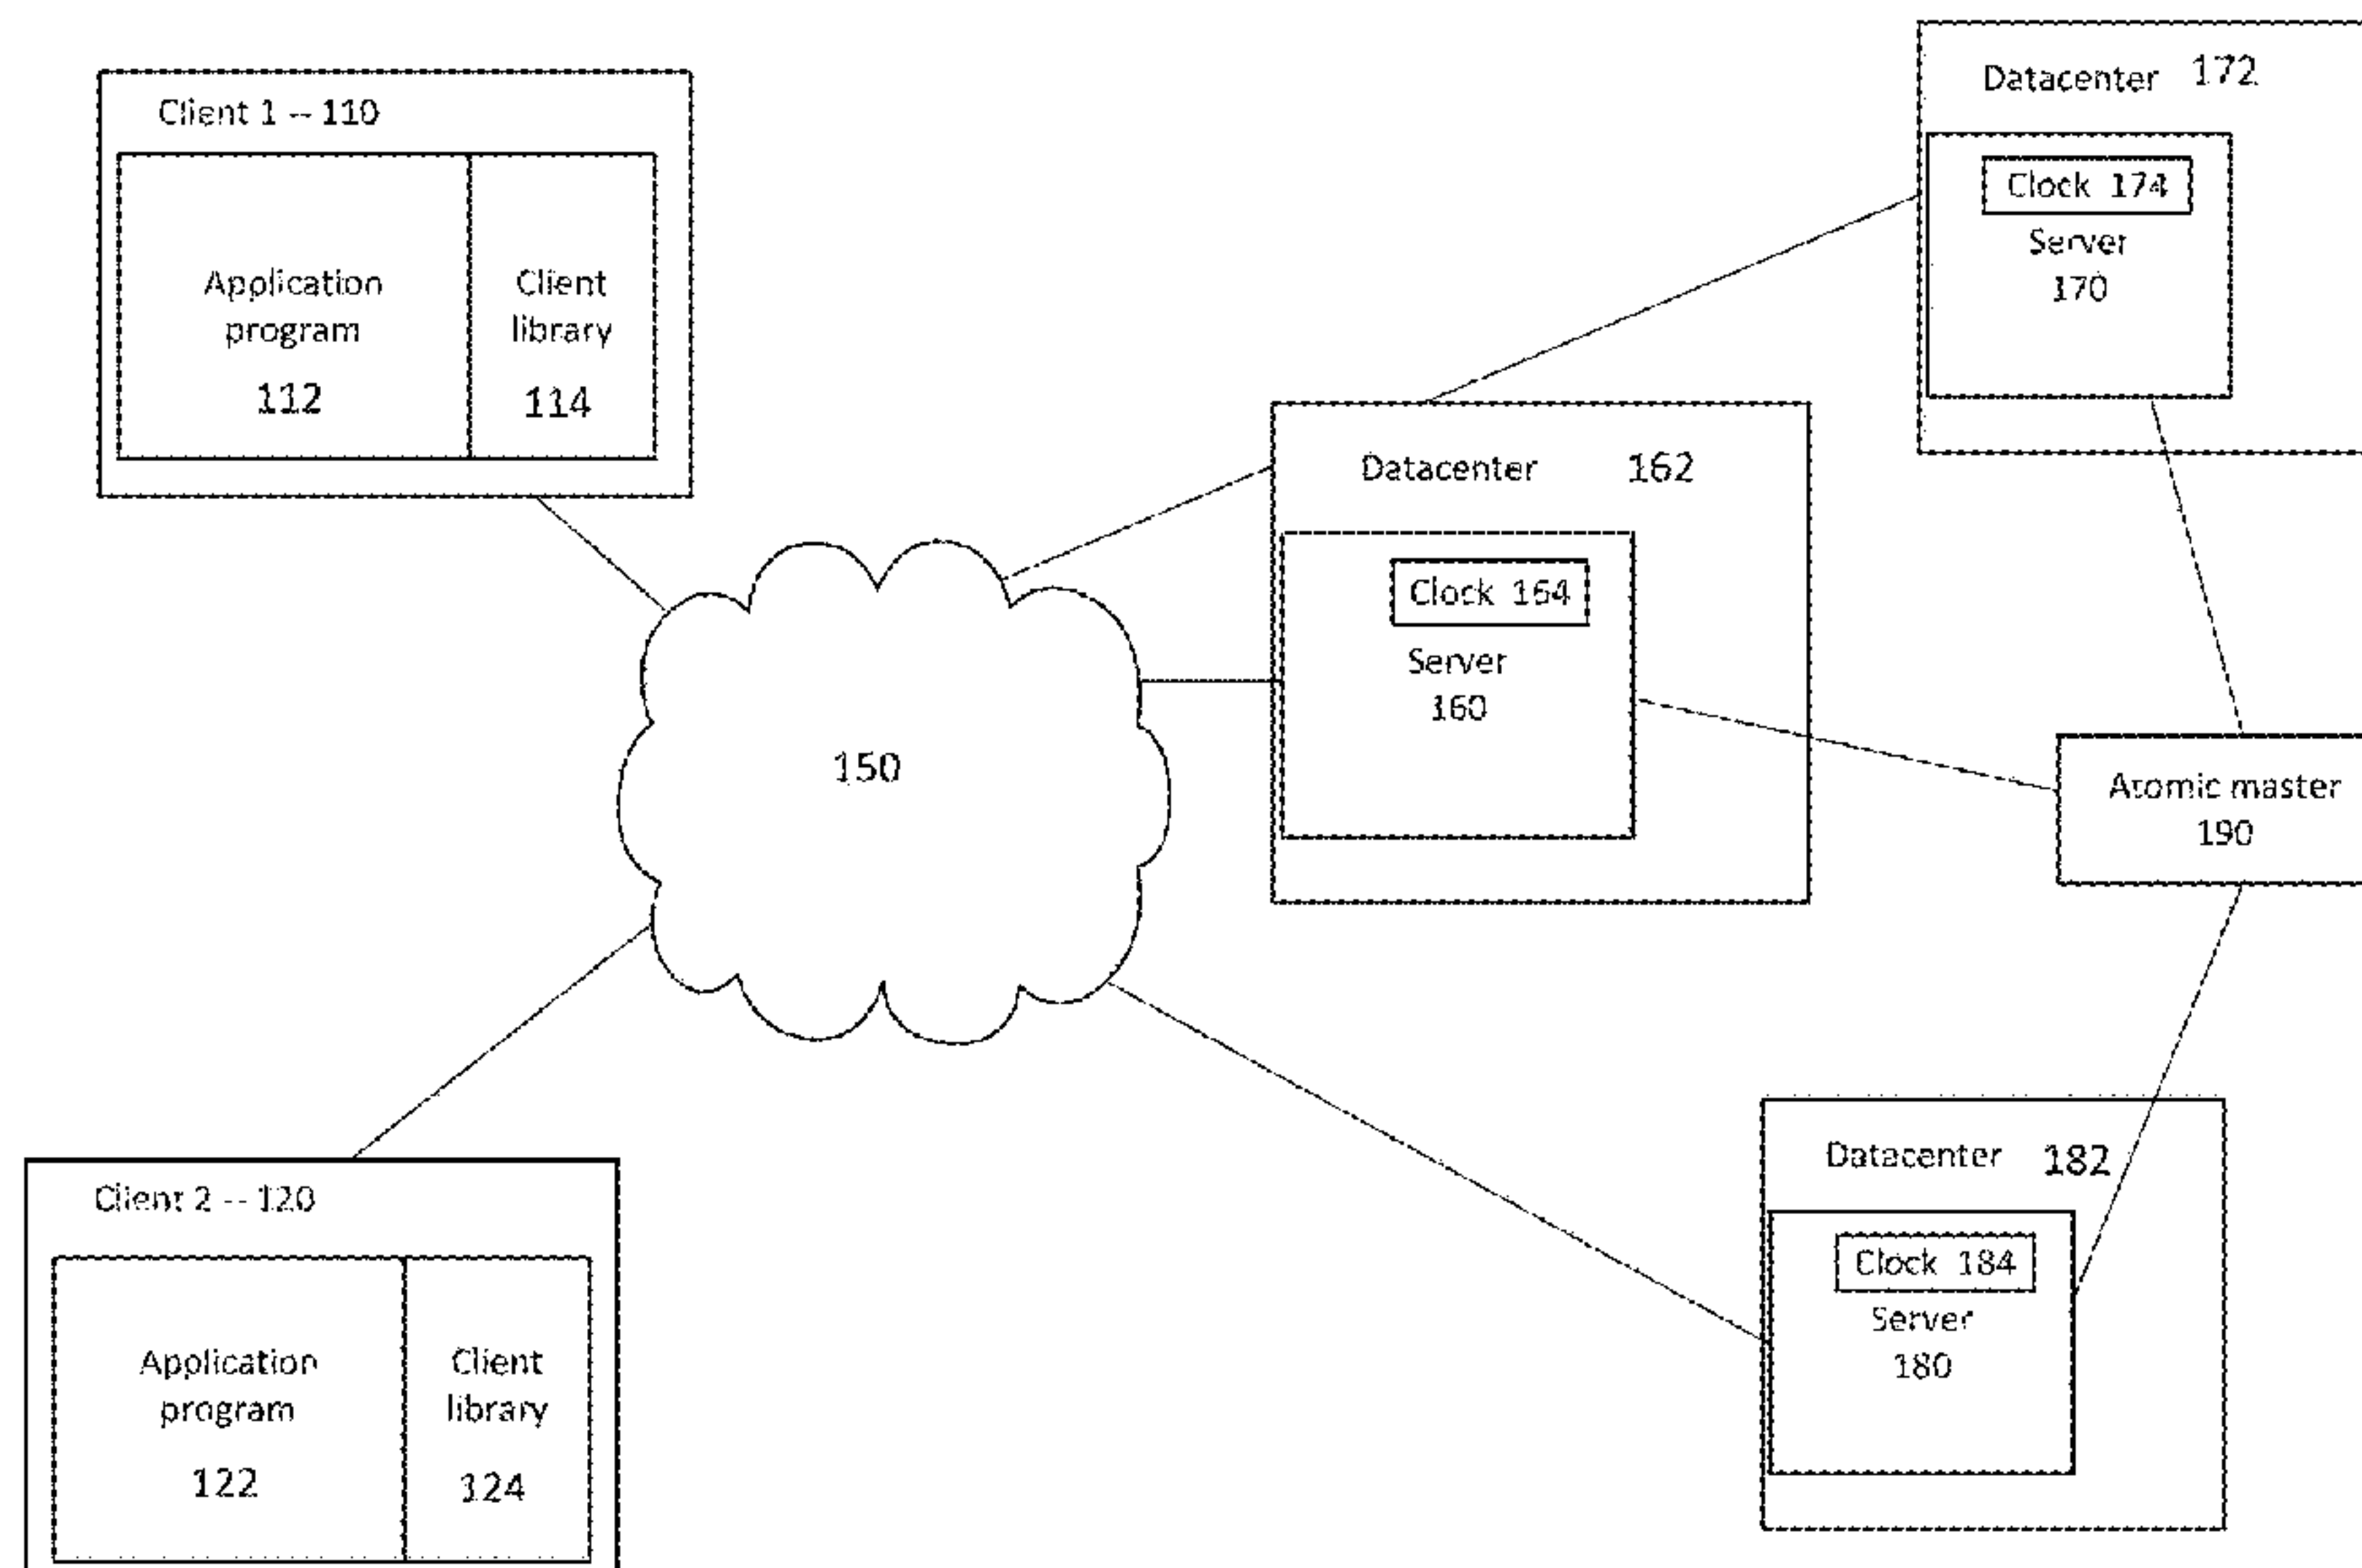 Client 1 -- 110
Application
program
112
Client
library
114
150
Client 2 -- 120
Application
program
122
Client
library
124
Datacenter 162
Clock 164
Server
160
Datacenter 172
Clock 174
Server
170
Atomic master
190
Datacenter 182
Clock 184
Server
180